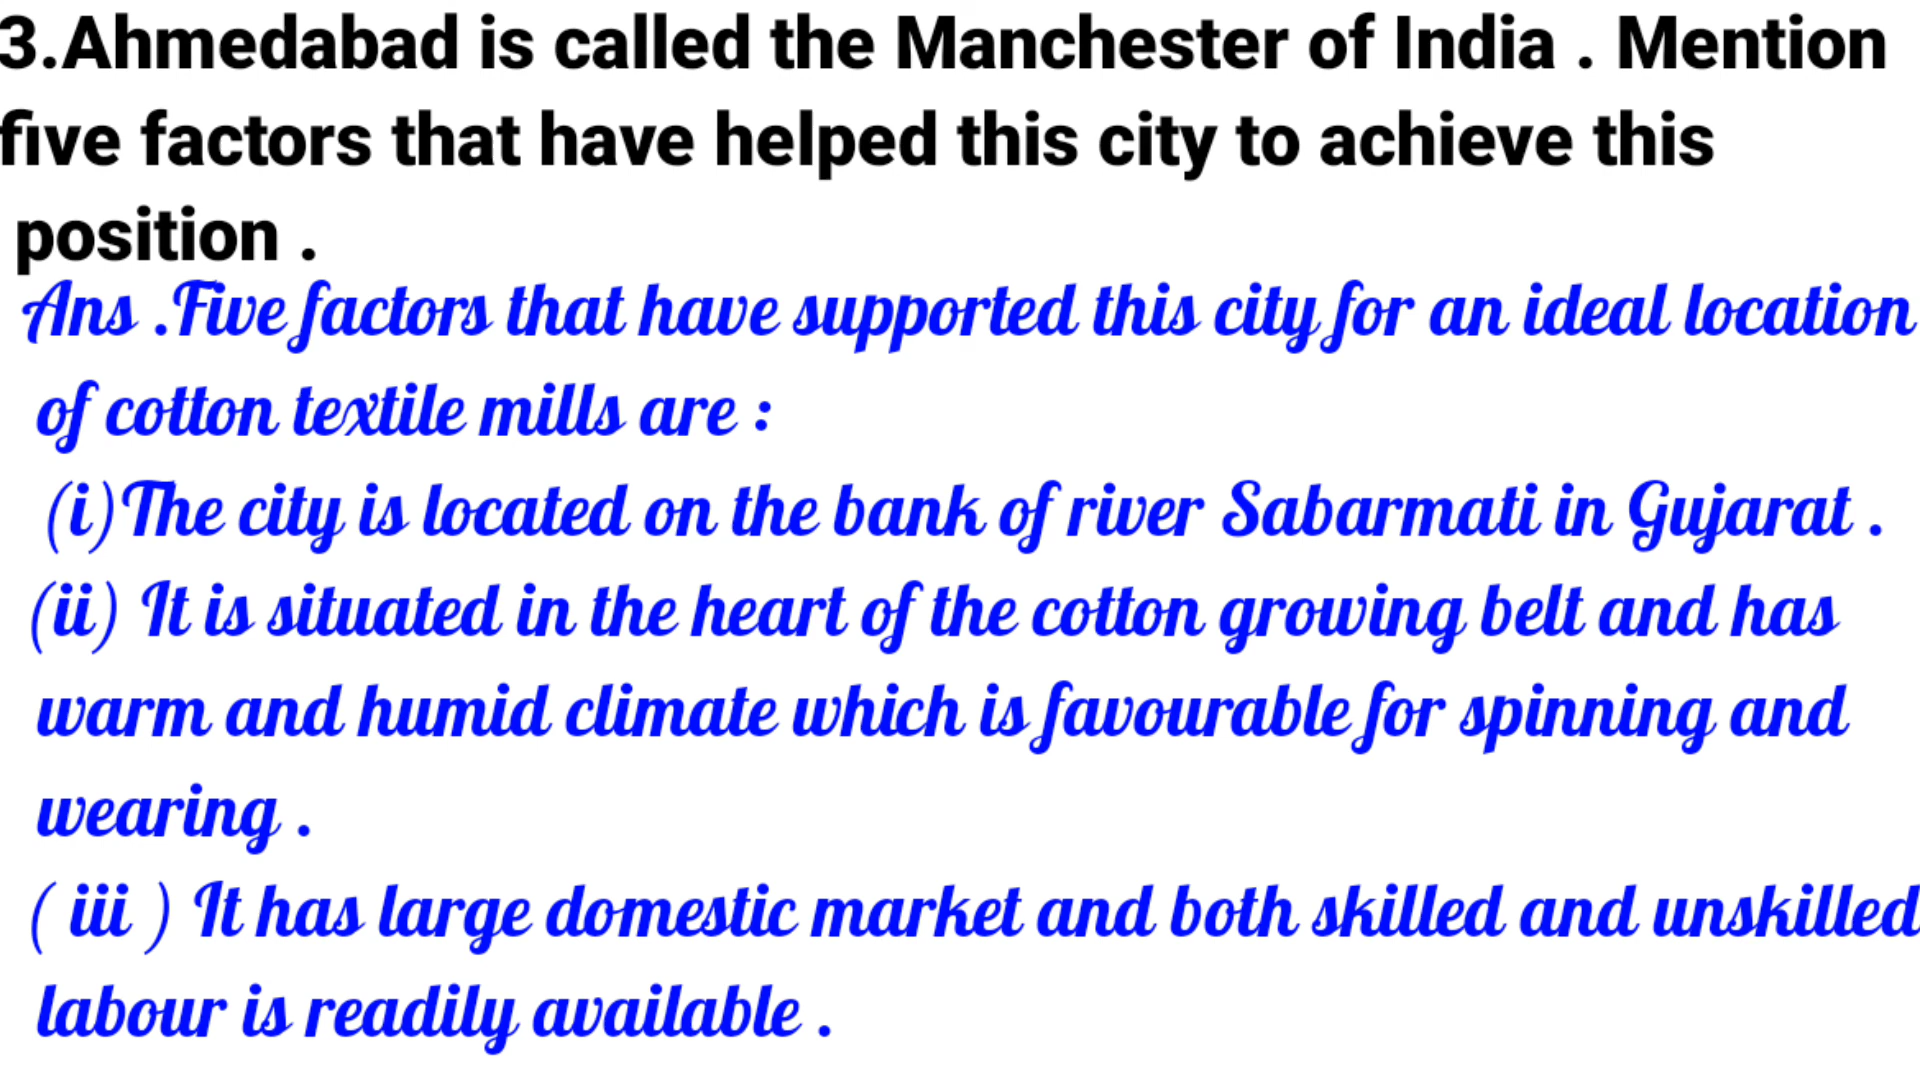 3.Ahmedabad is called the Manchester of India . Mention
five factors that have helped this city to achieve this
position .
Ans .Five factors that have supported this city for an ideal location
of cotton textile mills are :
(i)The city is located on the bank of river Sabarmati in Gujarat .
(ii) It is situated in the heart of the cotton growing belt and has
warm and humid climate which is favourable for spinning and
wearing .
( iii ) It has large domestic market and both skilled and unskilled
labour is readily available .